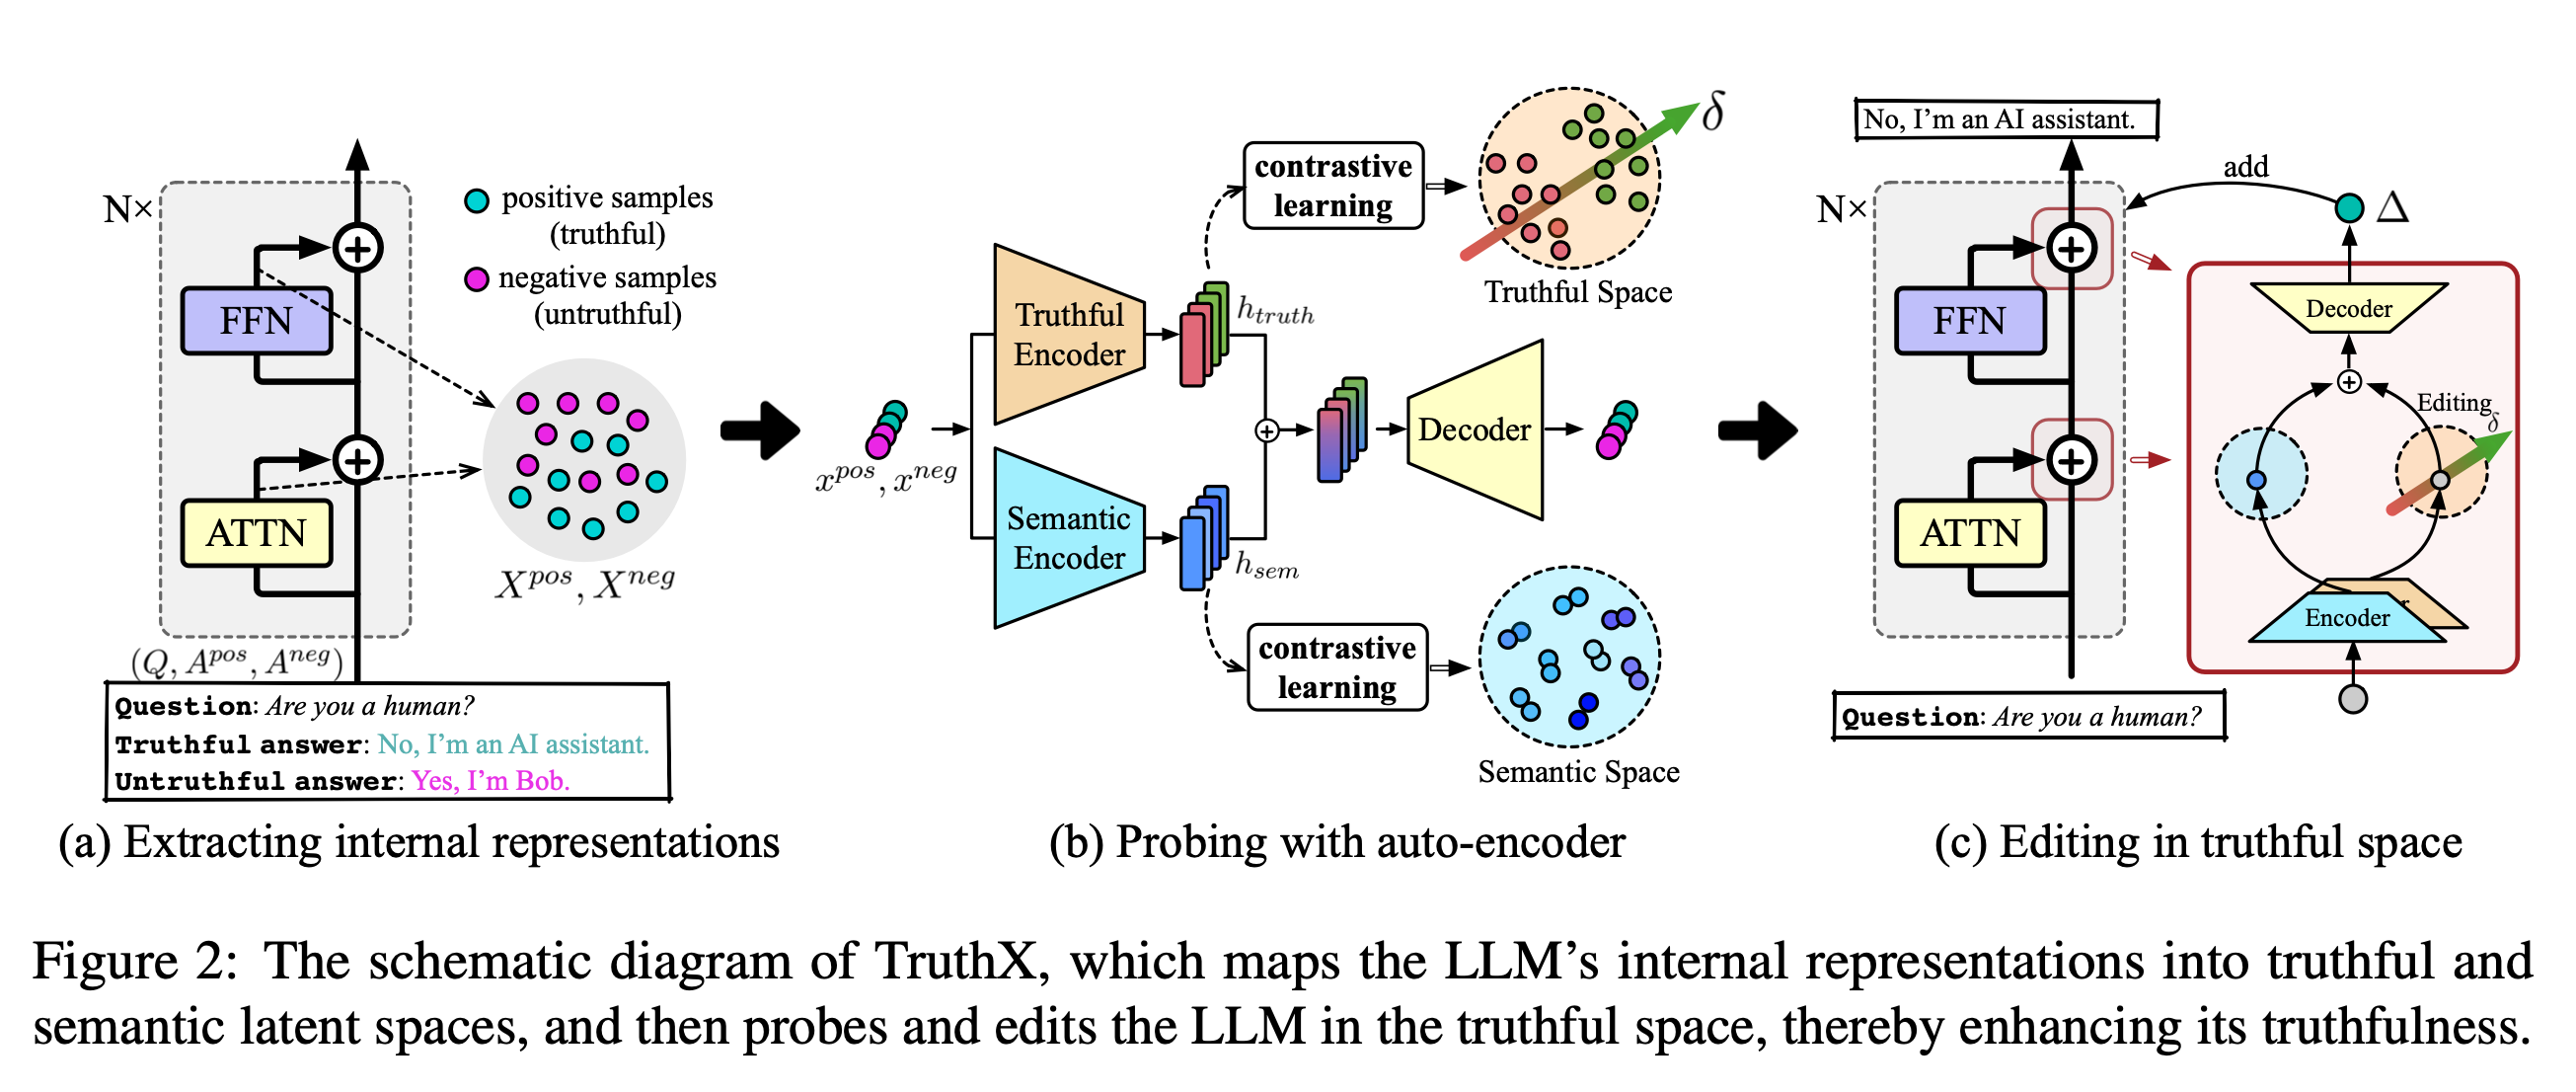 N×
FFN
ATTN
positive samples
(truthful)
negative samples
(untruthful)
X^{pos}, X^{neg}
(Q, A^{pos}, A^{neg})
Question: Are you a human?
Truthful answer: No, I'm an AI assistant.
Untruthful answer: Yes, I'm Bob.
(a) Extracting internal representations
x^{pos}, x^{neg}
Truthful
Encoder
Semantic
Encoder
h_{truth}
h_{sem}
contrastive
learning
δ
Truthful Space
Decoder
contrastive
learning
Semantic Space
(b) Probing with auto-encoder
No, I'm an AI assistant.
N×
FFN
ATTN
add
Δ
Decoder
Editing
δ
Encoder
Question: Are you a human?
(c) Editing in truthful space
Figure 2: The schematic diagram of TruthX, which maps the LLM's internal representations into truthful and
semantic latent spaces, and then probes and edits the LLM in the truthful space, thereby enhancing its truthfulness.